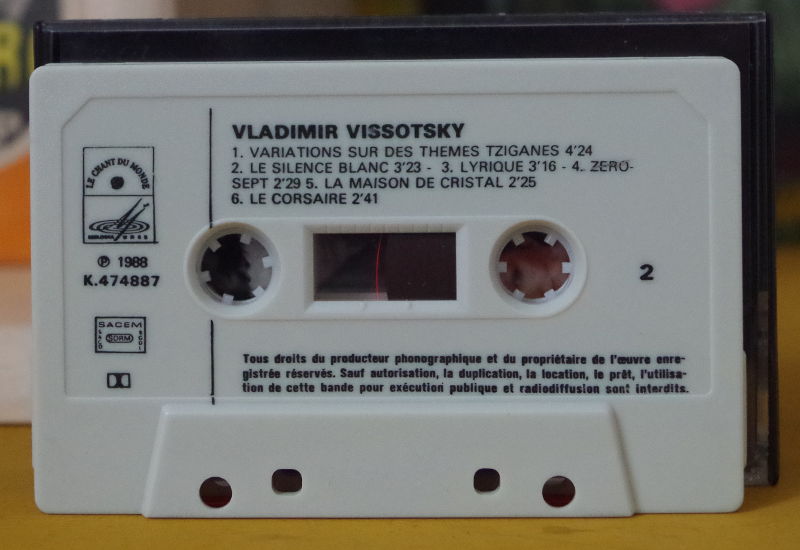 VLADIMIR VISSOTSKY
1. VARIATIONS SUR DES THEMES TZIGANES 4'24
2. LE SILENCE BLANC 3'23 - 3. LYRIQUE 3'16 - 4. ZERO-
SEPT 2'29 5. LA MAISON DE CRISTAL 2'25
6. LE CORSAIRE 2'41
LE CHANT DU MONDE
℗ 1988
K.474887
2
SACEM
SDRM
Tous droits du producteur phonographique et du propriétaire de l'œuvre enre-
gistrée réservés. Sauf autorisation, la duplication, la location, le prêt, l'utilisa-
tion de cette bande pour exécution publique et radiodiffusion sont interdits.